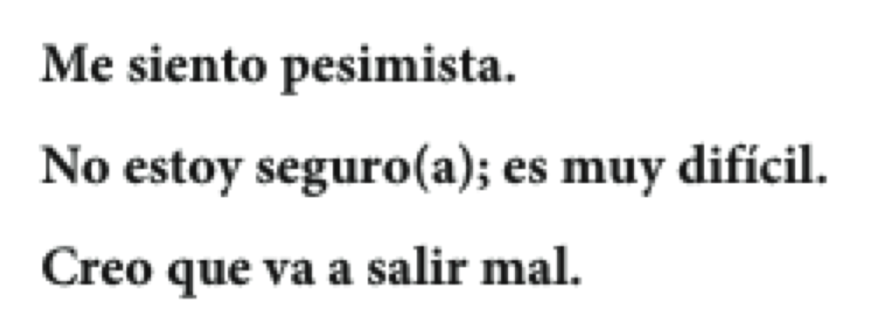 Me siento pesimista.
No estoy seguro(a); es muy difícil.
Creo que va a salir mal.